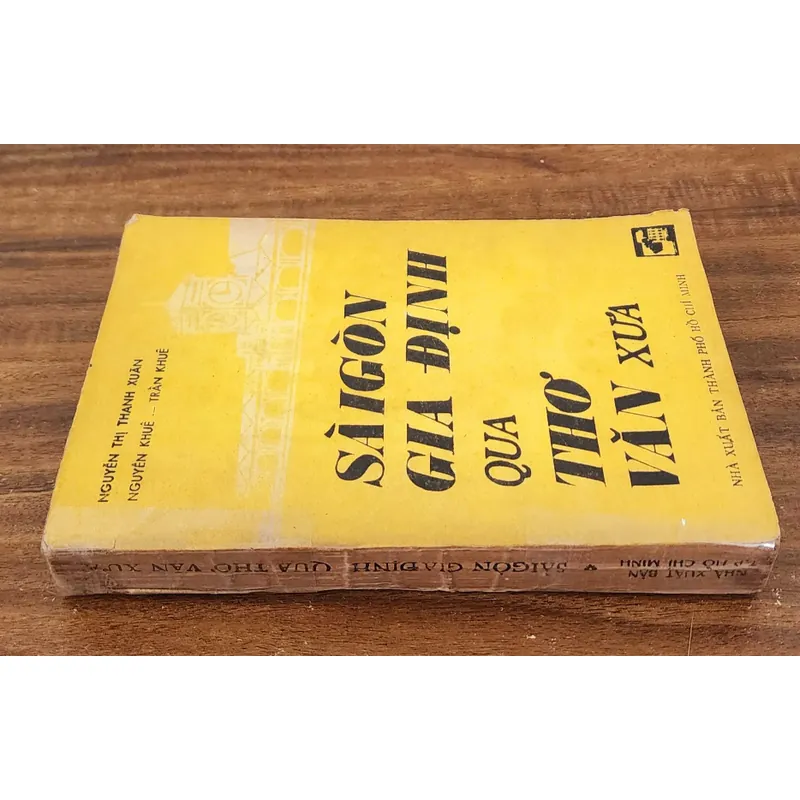 NGUYỄN THỊ THANH XUÂN
NGUYỄN KHUÊ — TRẦN KHUÊ
SÀIGÒN
GIA ĐỊNH
QUA
THƠ
VĂN XƯA
NHÀ XUẤT BẢN THÀNH PHỐ HỒ CHÍ MINH
SÀIGÒN GIA ĐỊNH QUA THƠ VĂN XƯA
NHÀ XUẤT BẢN
T.P HỒ CHÍ MINH